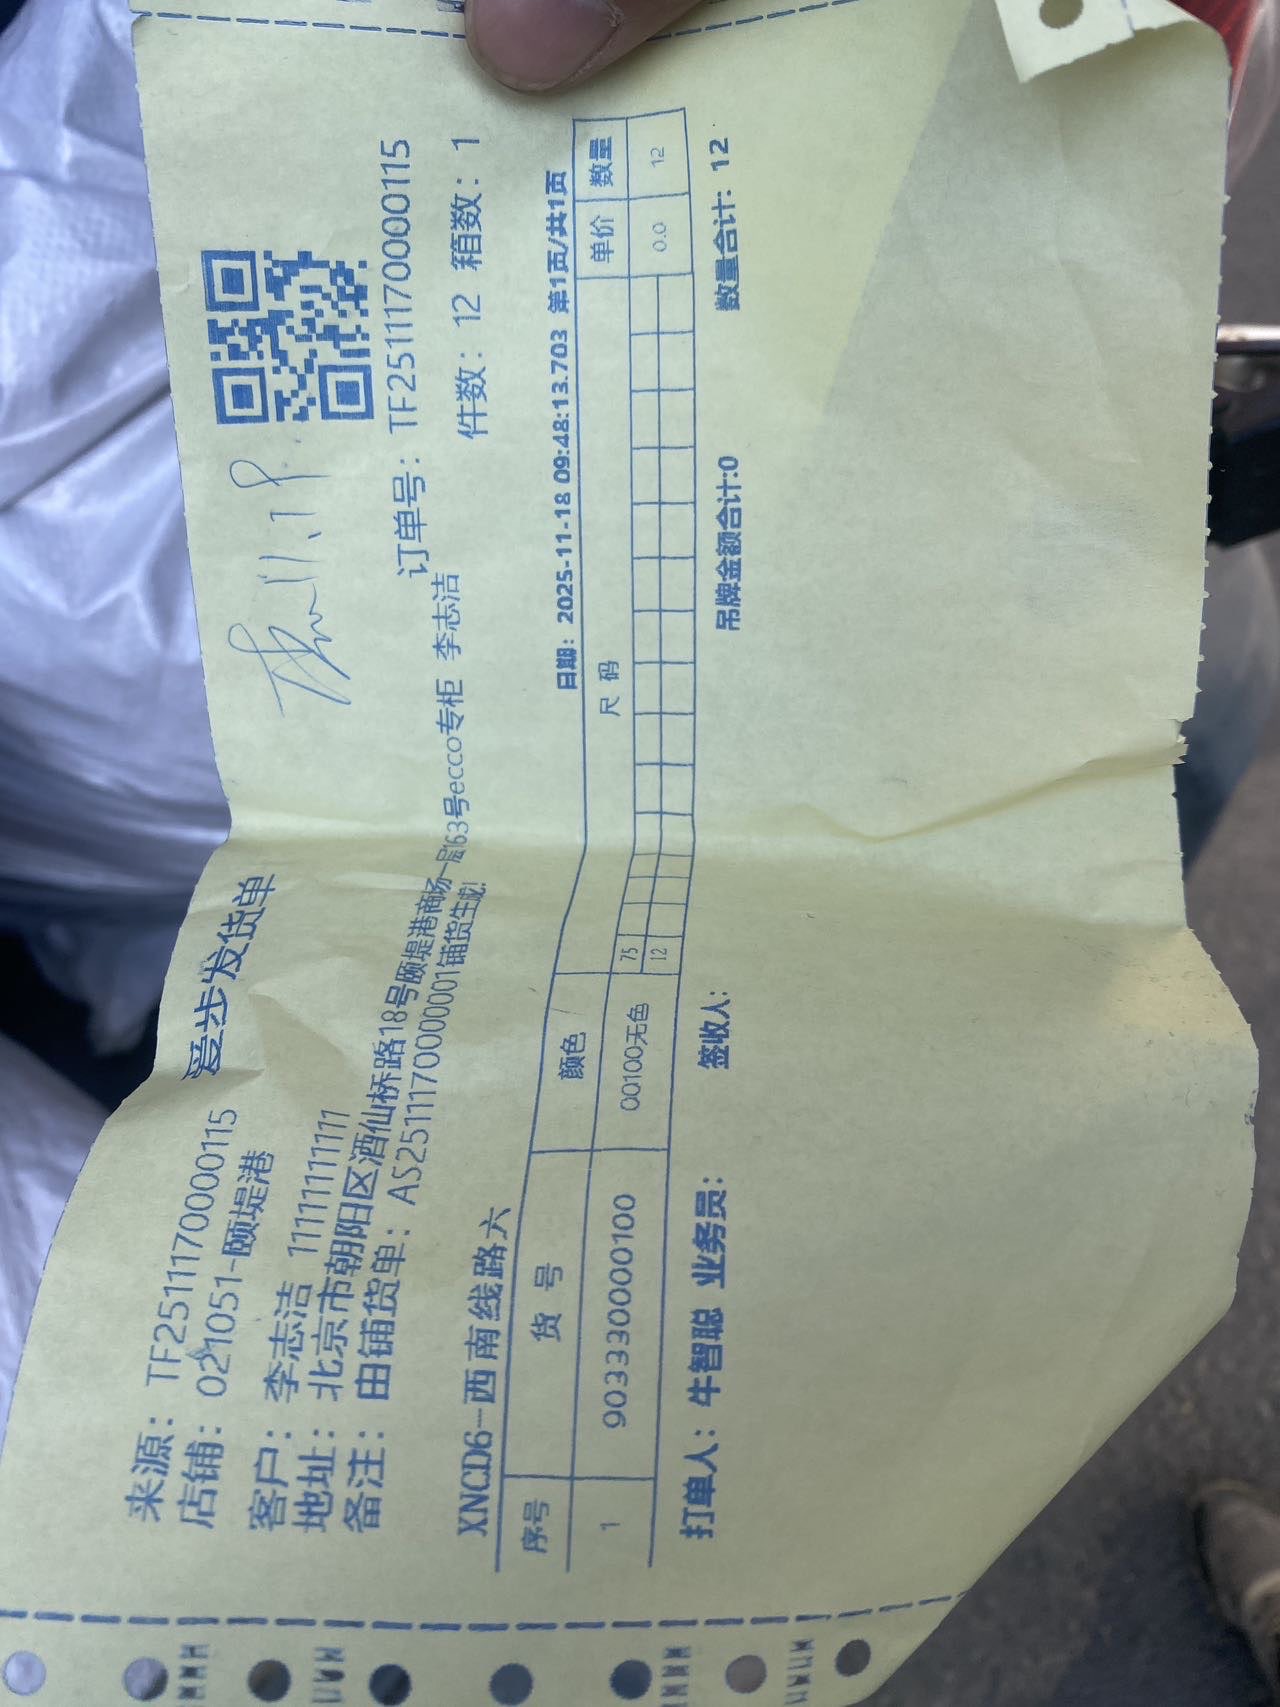 爱步发货单
来源：TF2511170000115
店铺：021051-颐堤港
订单号：TF2511170000115
客户：李志洁 11111111111
地址：北京市朝阳区酒仙桥路18号颐堤港商场一层l63号ecco专柜 李志洁
件数：12 箱数：1
备注：由铺货单：AS2511170000001铺货生成!
XNCD6-西南线路六
日期：2025-11-18 09:48:13.703 第1页/共1页
序号 货号 颜色 尺码 单价 数量
75
1 9033300000100 00100无色 12 0.0 12
打单人：牛智聪 业务员： 签收人： 吊牌金额合计:0 数量合计：12